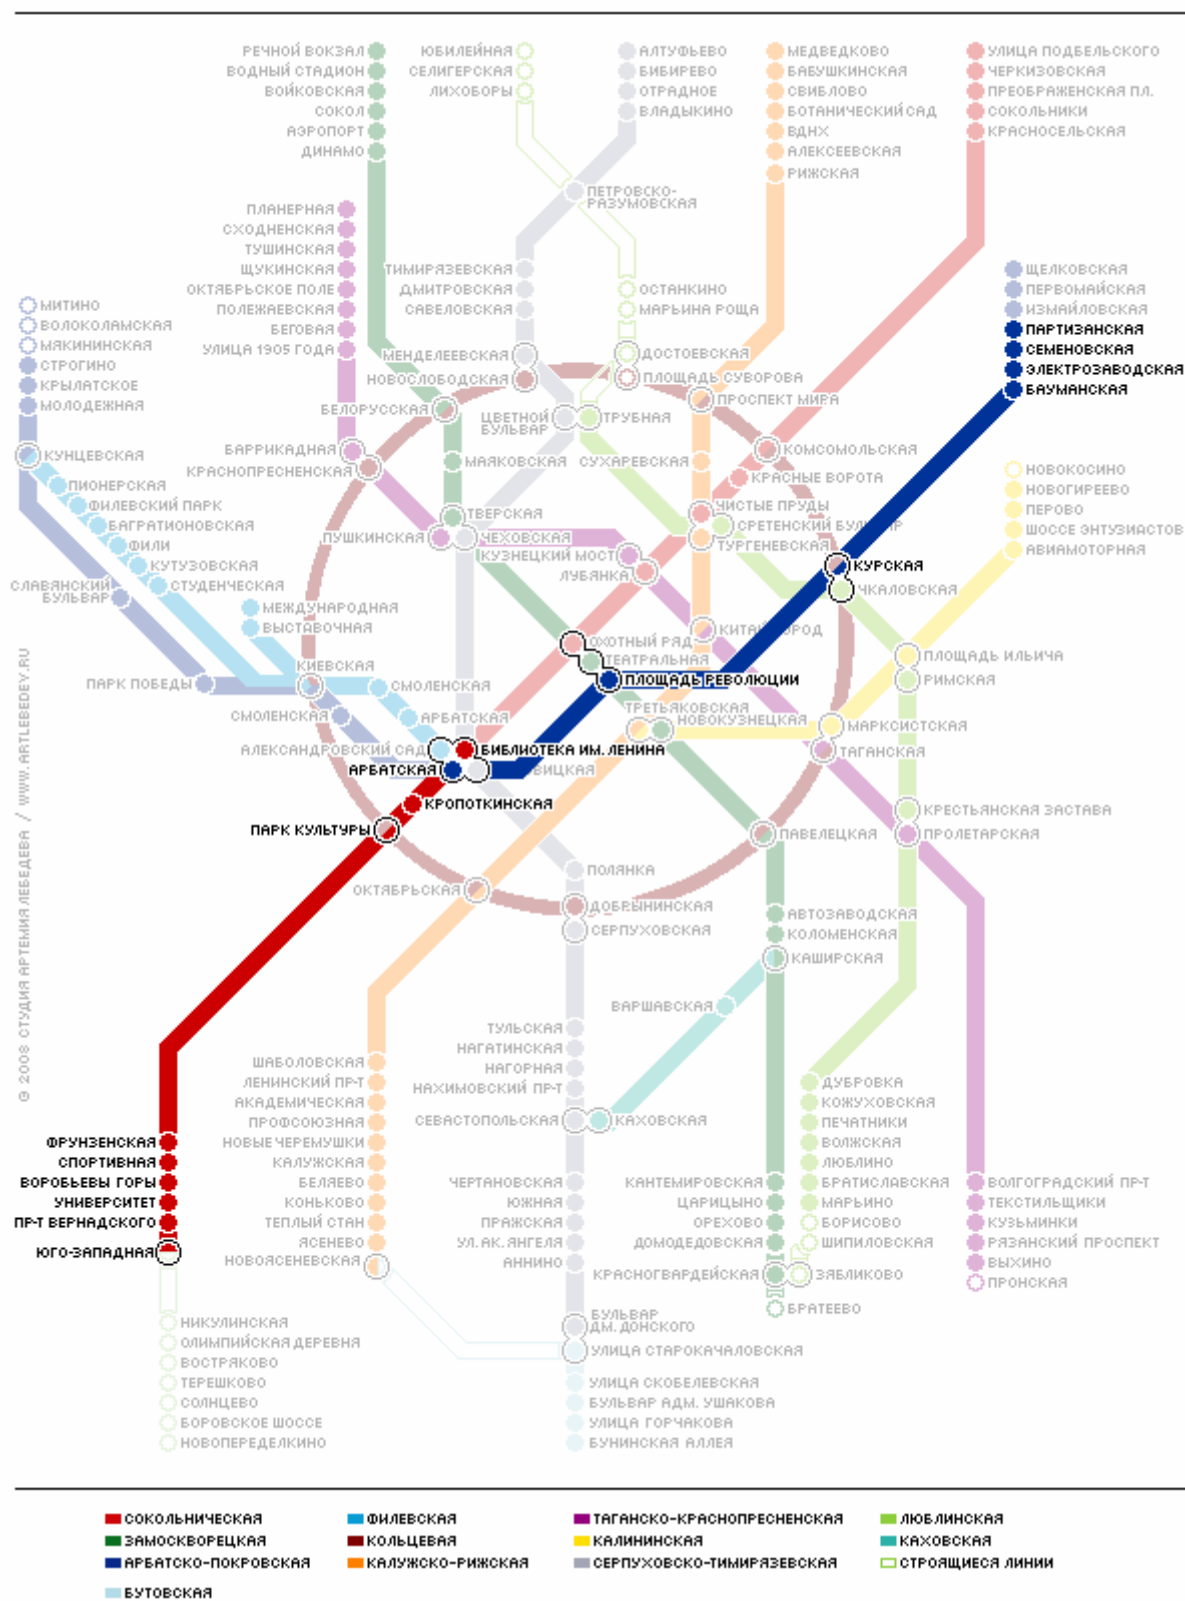 РЕЧНОЙ ВОКЗАЛ
ВОДНЫЙ СТАДИОН
ВОЙКОВСКАЯ
СОКОЛ
АЭРОПОРТ
ДИНАМО
ЮБИЛЕЙНАЯ
СЕЛИГЕРСКАЯ
ЛИХОБОРЫ
АЛТУФЬЕВО
БИБИРЕВО
ОТРАДНОЕ
ВЛАДЫКИНО
МЕДВЕДКОВО
БАБУШКИНСКАЯ
СВИБЛОВО
БОТАНИЧЕСКИЙ САД
ВДНХ
АЛЕКСЕЕВСКАЯ
РИЖСКАЯ
УЛИЦА ПОДБЕЛЬСКОГО
ЧЕРКИЗОВСКАЯ
ПРЕОБРАЖЕНСКАЯ ПЛ.
СОКОЛЬНИКИ
КРАСНОСЕЛЬСКАЯ
ПЕТРОВСКО-
РАЗУМОВСКАЯ
ПЛАНЕРНАЯ
СХОДНЕНСКАЯ
ТУШИНСКАЯ
ЩУКИНСКАЯ
ОКТЯБРЬСКОЕ ПОЛЕ
ПОЛЕЖАЕВСКАЯ
БЕГОВАЯ
УЛИЦА 1905 ГОДА
ТИМИРЯЗЕВСКАЯ
ДМИТРОВСКАЯ
САВЕЛОВСКАЯ
ОСТАНКИНО
МАРЬИНА РОЩА
ЩЕЛКОВСКАЯ
ПЕРВОМАЙСКАЯ
ИЗМАЙЛОВСКАЯ
ПАРТИЗАНСКАЯ
СЕМЕНОВСКАЯ
ЭЛЕКТРОЗАВОДСКАЯ
БАУМАНСКАЯ
МИТИНО
ВОЛОКОЛАМСКАЯ
МЯКИНИНСКАЯ
СТРОГИНО
КРЫЛАТСКОЕ
МОЛОДЕЖНАЯ
МЕНДЕЛЕЕВСКАЯ
НОВОСЛОБОДСКАЯ
ДОСТОЕВСКАЯ
ПЛОЩАДЬ СУВОРОВА
БЕЛОРУССКАЯ
ЦВЕТНОЙ
БУЛЬВАР
ТРУБНАЯ
ПРОСПЕКТ МИРА
КУНЦЕВСКАЯ
БАРРИКАДНАЯ
КРАСНОПРЕСНЕНСКАЯ
МАЯКОВСКАЯ
СУХАРЕВСКАЯ
КОМСОМОЛЬСКАЯ
КРАСНЫЕ ВОРОТА
НОВОКОСИНО
НОВОГИРЕЕВО
ПЕРОВО
ШОССЕ ЭНТУЗИАСТОВ
АВИАМОТОРНАЯ
ПИОНЕРСКАЯ
ФИЛЕВСКИЙ ПАРК
БАГРАТИОНОВСКАЯ
ФИЛИ
КУТУЗОВСКАЯ
СТУДЕНЧЕСКАЯ
ТВЕРСКАЯ
ПУШКИНСКАЯ
ЧЕХОВСКАЯ
ЧИСТЫЕ ПРУДЫ
СРЕТЕНСКИЙ
ТУРГЕНЕВСКАЯ
КУЗНЕЦКИЙ МОСТ
ЛУБЯНКА
КУРСКАЯ
ЧКАЛОВСКАЯ
СЛАВЯНСКИЙ
БУЛЬВАР
МЕЖДУНАРОДНАЯ
ВЫСТАВОЧНАЯ
КИТАЙ ГОРОД
ОХОТНЫЙ РЯД
ТЕАТРАЛЬНАЯ
ПЛОЩАДЬ РЕВОЛЮЦИИ
ПЛОЩАДЬ ИЛЬИЧА
РИМСКАЯ
ПАРК ПОБЕДЫ
КИЕВСКАЯ
СМОЛЕНСКАЯ
СМОЛЕНСКАЯ
АРБАТСКАЯ
ТРЕТЬЯКОВСКАЯ
НОВОКУЗНЕЦКАЯ
МАРКСИСТСКАЯ
ТАГАНСКАЯ
АЛЕКСАНДРОВСКИЙ САД
БИБЛИОТЕКА ИМ. ЛЕНИНА
АРБАТСКАЯ
ВИЦКАЯ
КРОПОТКИНСКАЯ
ПАРК КУЛЬТУРЫ
КРЕСТЬЯНСКАЯ ЗАСТАВА
ПРОЛЕТАРСКАЯ
ПАВЕЛЕЦКАЯ
ПОЛЯНКА
ОКТЯБРЬСКАЯ
ДОБРЫНИНСКАЯ
СЕРПУХОВСКАЯ
АВТОЗАВОДСКАЯ
КОЛОМЕНСКАЯ
КАШИРСКАЯ
ВАРШАВСКАЯ
© 2008 СТУДИЯ АРТЕМИЯ ЛЕБЕДЕВА / WWW.ARTLEBEDEV.RU
ТУЛЬСКАЯ
НАГАТИНСКАЯ
НАГОРНАЯ
НАХИМОВСКИЙ ПР-Т
СЕВАСТОПОЛЬСКАЯ
КАХОВСКАЯ
ШАБОЛОВСКАЯ
ЛЕНИНСКИЙ ПР-Т
АКАДЕМИЧЕСКАЯ
ПРОФСОЮЗНАЯ
НОВЫЕ ЧЕРЕМУШКИ
КАЛУЖСКАЯ
БЕЛЯЕВО
КОНЬКОВО
ТЕПЛЫЙ СТАН
ЯСЕНЕВО
НОВОЯСЕНЕВСКАЯ
ДУБРОВКА
КОЖУХОВСКАЯ
ПЕЧАТНИКИ
ВОЛЖСКАЯ
ЛЮБЛИНО
БРАТИСЛАВСКАЯ
МАРЬИНО
БОРИСОВО
ШИПИЛОВСКАЯ
ЗЯБЛИКОВО
ФРУНЗЕНСКАЯ
СПОРТИВНАЯ
ВОРОБЬЕВЫ ГОРЫ
УНИВЕРСИТЕТ
ПР-Т ВЕРНАДСКОГО
ЮГО-ЗАПАДНАЯ
ЧЕРТАНОВСКАЯ
ЮЖНАЯ
ПРАЖСКАЯ
УЛ. АК. ЯНГЕЛЯ
АННИНО
КАНТЕМИРОВСКАЯ
ЦАРИЦЫНО
ОРЕХОВО
ДОМОДЕДОВСКАЯ
КРАСНОГВАРДЕЙСКАЯ
БРАТЕЕВО
ВОЛГОГРАДСКИЙ ПР-Т
ТЕКСТИЛЬЩИКИ
КУЗЬМИНКИ
РЯЗАНСКИЙ ПРОСПЕКТ
ВЫХИНО
ПРОНСКАЯ
НИКУЛИНСКАЯ
ОЛИМПИЙСКАЯ ДЕРЕВНЯ
ВОСТРЯКОВО
ТЕРЕШКОВО
СОЛНЦЕВО
БОРОВСКОЕ ШОССЕ
НОВОПЕРЕДЕЛКИНО
БУЛЬВАР
ДМ. ДОНСКОГО
УЛИЦА СТАРОКАЧАЛОВСКАЯ
УЛИЦА СКОБЕЛЕВСКАЯ
БУЛЬВАР АДМ. УШАКОВА
УЛИЦА ГОРЧАКОВА
БУНИНСКАЯ АЛЛЕЯ
СОКОЛЬНИЧЕСКАЯ
ФИЛЕВСКАЯ
ТАГАНСКО-КРАСНОПРЕСНЕНСКАЯ
ЛЮБЛИНСКАЯ
ЗАМОСКВОРЕЦКАЯ
КОЛЬЦЕВАЯ
КАЛИНИНСКАЯ
КАХОВСКАЯ
АРБАТСКО-ПОКРОВСКАЯ
КАЛУЖСКО-РИЖСКАЯ
СЕРПУХОВСКО-ТИМИРЯЗЕВСКАЯ
СТРОЯЩИЕСЯ ЛИНИИ
БУТОВСКАЯ